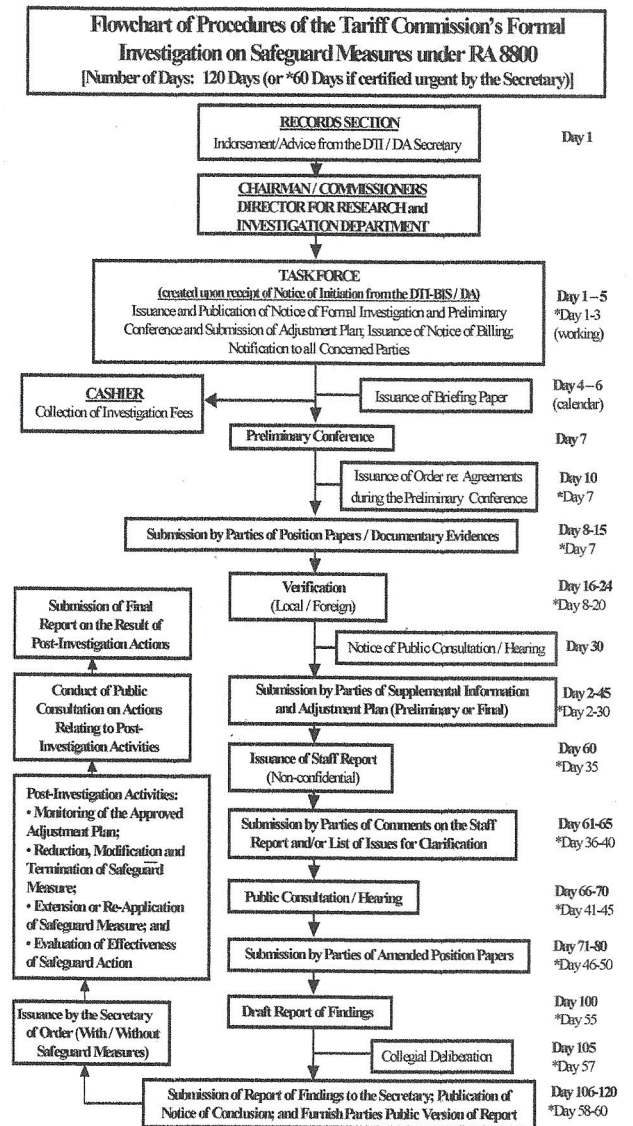 Flowchart of Procedures of the Tariff Commission's Formal
Investigation on Safeguard Measures under RA 8800
[Number of Days: 120 Days (or *60 Days if certified urgent by the Secretary)]
RECORDS SECTION
Indorsement/Advice from the DTI / DA Secretary
Day 1
CHAIRMAN / COMMISSIONERS
DIRECTOR FOR RESEARCH and
INVESTIGATION DEPARTMENT
TASK FORCE
(created upon receipt of Notice of Initiation from the DTI-BIS / DA)
Issuance and Publication of Notice of Formal Investigation and Preliminary
Conference and Submission of Adjustment Plan; Issuance of Notice of Billing;
Notification to all Concerned Parties
Day 1 – 5
*Day 1-3
(working)
CASHIER
Collection of Investigation Fees
Issuance of Briefing Paper
Day 4 – 6
(calendar)
Preliminary Conference
Day 7
Issuance of Order re: Agreements
during the Preliminary Conference
Day 10
*Day 7
Submission by Parties of Position Papers / Documentary Evidences
Day 8-15
*Day 7
Verification
(Local / Foreign)
Day 16-24
*Day 8-20
Notice of Public Consultation / Hearing
Day 30
Submission by Parties of Supplemental Information
and Adjustment Plan (Preliminary or Final)
Day 2-45
*Day 2-30
Issuance of Staff Report
(Non-confidential)
Day 60
*Day 35
Submission by Parties of Comments on the Staff
Report and/or List of Issues for Clarification
Day 61-65
*Day 36-40
Public Consultation / Hearing
Day 66-70
*Day 41-45
Submission by Parties of Amended Position Papers
Day 71-80
*Day 46-50
Draft Report of Findings
Day 100
*Day 55
Collegial Deliberation
Day 105
*Day 57
Submission of Report of Findings to the Secretary; Publication of
Notice of Conclusion; and Furnish Parties Public Version of Report
Day 106-120
*Day 58-60
Issuance by the Secretary
of Order (With / Without
Safeguard Measures)
Post-Investigation Activities:
• Monitoring of the Approved
Adjustment Plan;
• Reduction, Modification and
Termination of Safeguard
Measure;
• Extension or Re-Application
of Safeguard Measure; and
• Evaluation of Effectiveness
of Safeguard Action
Conduct of Public
Consultation on Actions
Relating to Post-
Investigation Activities
Submission of Final
Report on the Result of
Post-Investigation Actions